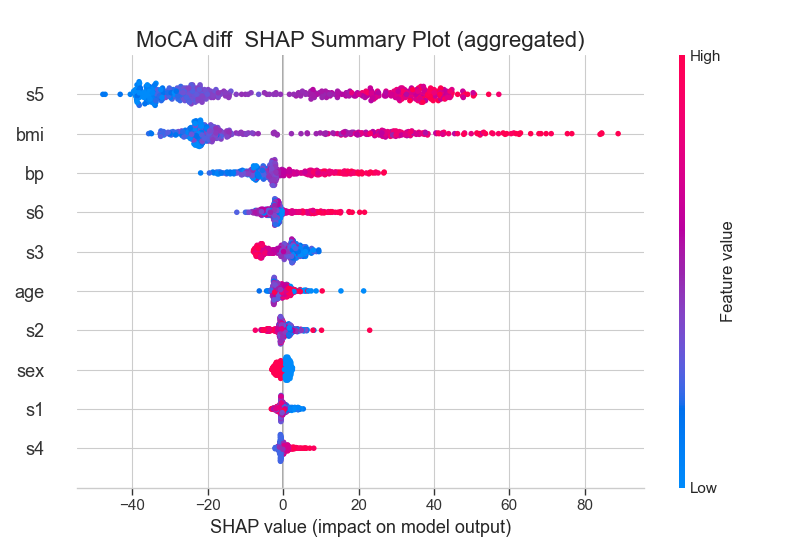 MoCA diff  SHAP Summary Plot (aggregated)
High
s5
bmi
bp
s6
s3
age
s2
sex
s1
s4
Feature value
Low
−40 −20 0 20 40 60 80
SHAP value (impact on model output)